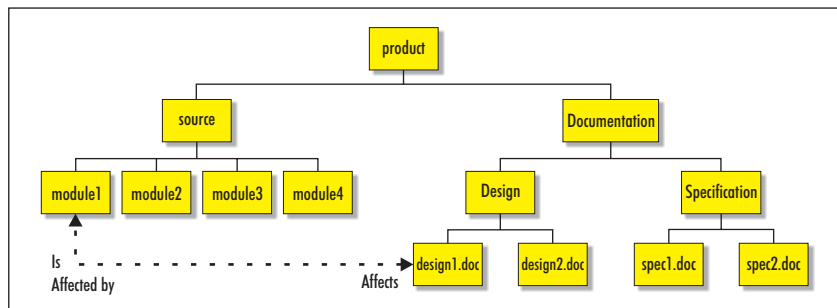 product
source
Documentation
module1
module2
module3
module4
Design
Specification
design1.doc
design2.doc
spec1.doc
spec2.doc
Is
Affected by
Affects